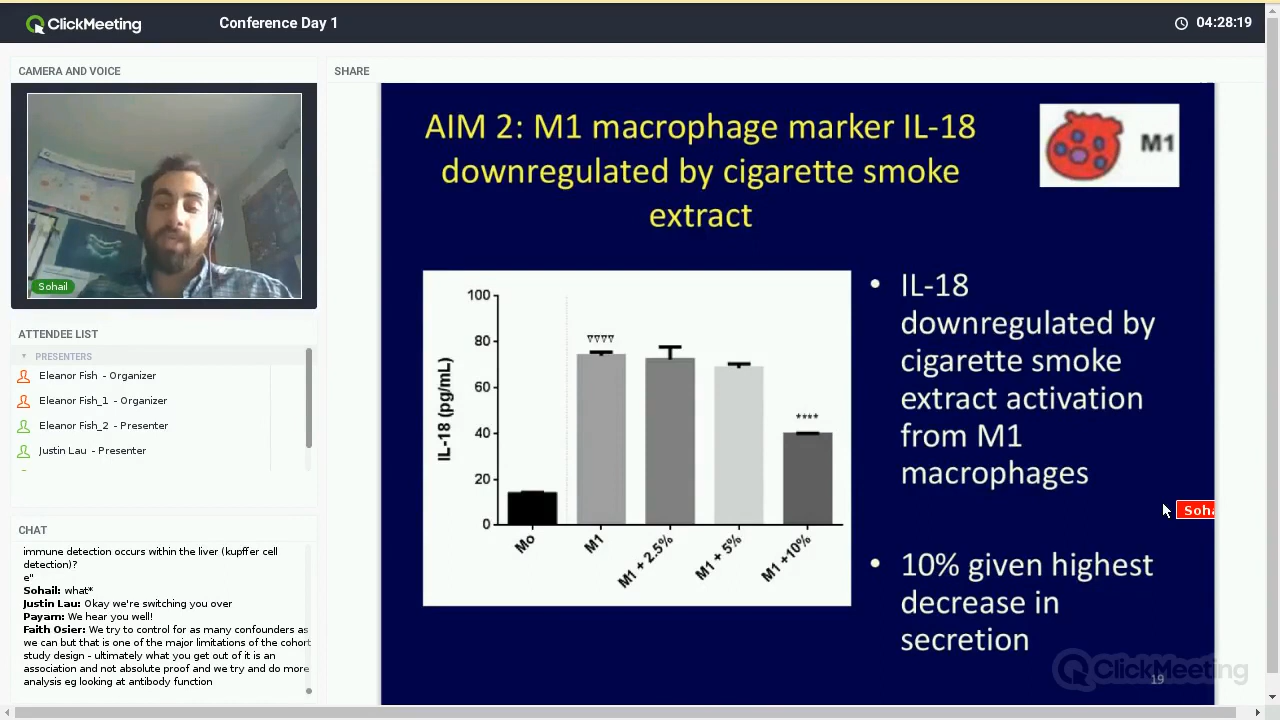 ClickMeeting
Conference Day 1
04:28:19
CAMERA AND VOICE
Sohail
ATTENDEE LIST
PRESENTERS
Eleanor Fish - Organizer
Eleanor Fish_1 - Organizer
Eleanor Fish_2 - Presenter
Justin Lau - Presenter
CHAT
immune detection occurs within the liver (kupffer cell
detection)?
e"
Sohail: what*
Justin Lau: Okay we're switching you over
Payam: We hear you well!
Faith Osier: We try to control for as many confounders as
we can but that is one of the major limitations of the cohort
study design - ultimately what you get out of it is an
association and not absolute proof and we try and do more
analysis eg looking at antibody function
SHARE
AIM 2: M1 macrophage marker IL-18
downregulated by cigarette smoke
extract
M1
IL-18 (pg/mL)
100
80
60
40
20
0
▽▽▽▽
****
Mo
M1
M1 + 2.5%
M1 + 5%
M1 +10%
• IL-18
downregulated by
cigarette smoke
extract activation
from M1
macrophages
• 10% given highest
decrease in
secretion
Soha
ClickMeeting
19